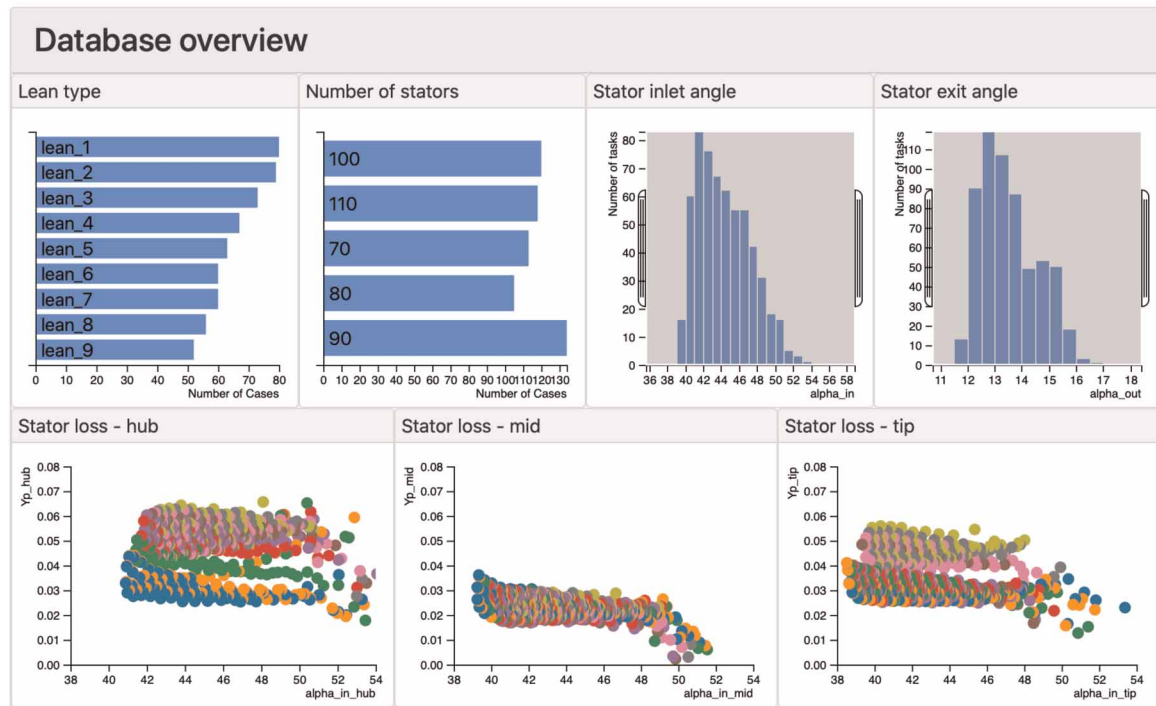 Database overview
Lean type
Number of stators
Stator inlet angle
Stator exit angle
lean_1
lean_2
lean_3
lean_4
lean_5
lean_6
lean_7
lean_8
lean_9
0 10 20 30 40 50 60 70 80
Number of Cases
100
110
70
80
90
0 10 20 30 40 50 60 70 80 90 100 110 120 130
Number of Cases
Number of tasks
80
70
60
50
40
30
20
10
0
36 38 40 42 44 46 48 50 52 54 56 58
alpha_in
Number of tasks
110
100
90
80
70
60
50
40
30
20
10
0
11 12 13 14 15 16 17 18
alpha_out
Stator loss - hub
Stator loss - mid
Stator loss - tip
Yp_hub
0.08
0.07
0.06
0.05
0.04
0.03
0.02
0.01
0.00
38 40 42 44 46 48 50 52 54
alpha_in_hub
Yp_mid
0.08
0.07
0.06
0.05
0.04
0.03
0.02
0.01
0.00
38 40 42 44 46 48 50 52 54
alpha_in_mid
Yp_tip
0.08
0.07
0.06
0.05
0.04
0.03
0.02
0.01
0.00
38 40 42 44 46 48 50 52 54
alpha_in_tip